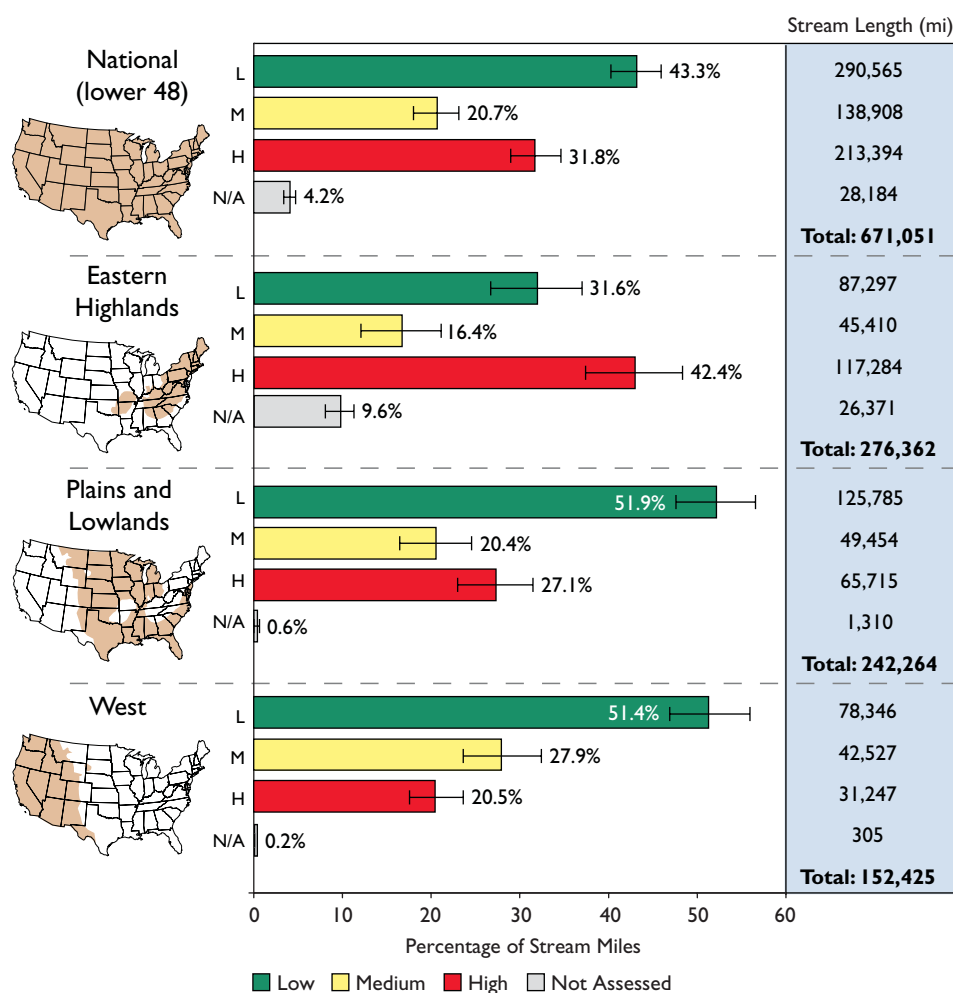 Stream Length (mi)
National
(lower 48)
L 43.3% 290,565
M 20.7% 138,908
H 31.8% 213,394
N/A 4.2% 28,184
Total: 671,051
Eastern
Highlands
L 31.6% 87,297
M 16.4% 45,410
H 42.4% 117,284
N/A 9.6% 26,371
Total: 276,362
Plains and
Lowlands
L 51.9% 125,785
M 20.4% 49,454
H 27.1% 65,715
N/A 0.6% 1,310
Total: 242,264
West
L 51.4% 78,346
M 27.9% 42,527
H 20.5% 31,247
N/A 0.2% 305
Total: 152,425
0 10 20 30 40 50 60
Percentage of Stream Miles
Low Medium High Not Assessed